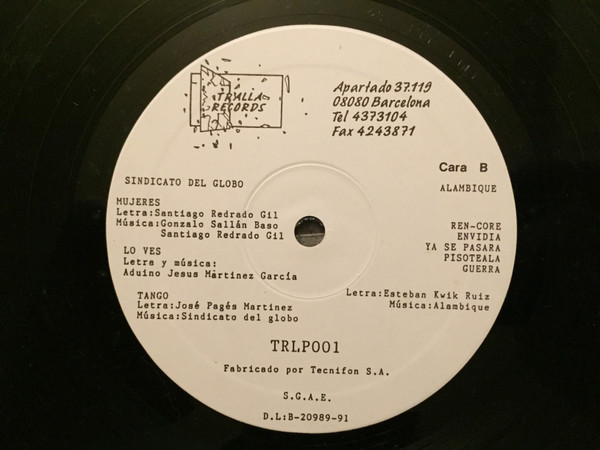 TRALLA
RECORDS
Apartado 37.119
08080 Barcelona
Tel 4373104
Fax 4243871
Cara B
SINDICATO DEL GLOBO
MUJERES
Letra:Santiago Redrado Gil
Música:Gonzalo Sallán Baso
Santiago Redrado Gil
LO VES
Letra y música:
Aduino Jesus Martinez García
TANGO
Letra:José Pagés Martinez
Música:Sindicato del globo
ALAMBIQUE
REN-CORE
ENVIDIA
YA SE PASARA
PISOTEALA
GUERRA
Letra:Esteban Kwik Ruiz
Música:Alambique
TRLP001
Fabricado por Tecnifon S.A.
S.G.A.E.
D.L:B-20989-91